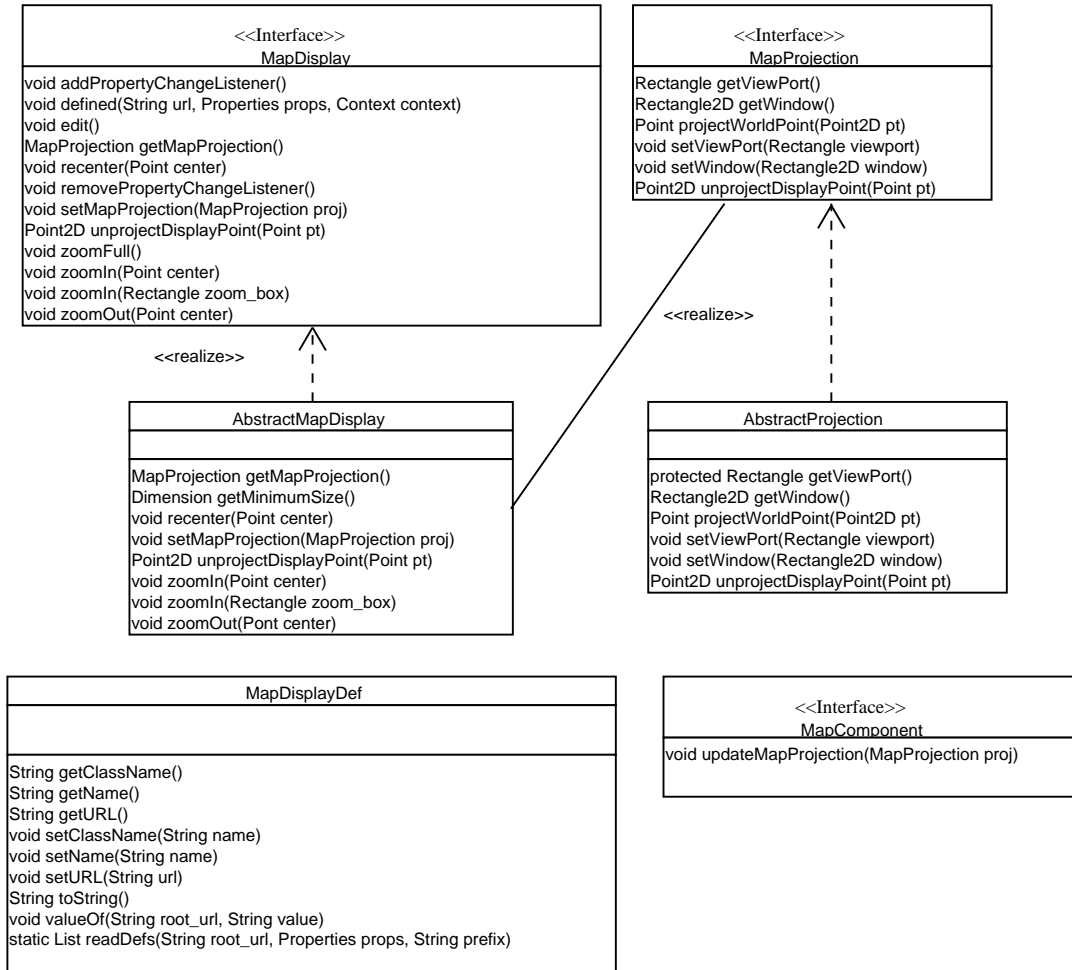 <<Interface>>
MapDisplay
void addPropertyChangeListener()
void defined(String url, Properties props, Context context)
void edit()
MapProjection getMapProjection()
void recenter(Point center)
void removePropertyChangeListener()
void setMapProjection(MapProjection proj)
Point2D unprojectDisplayPoint(Point pt)
void zoomFull()
void zoomIn(Point center)
void zoomIn(Rectangle zoom_box)
void zoomOut(Point center)
<<Interface>>
MapProjection
Rectangle getViewPort()
Rectangle2D getWindow()
Point projectWorldPoint(Point2D pt)
void setViewPort(Rectangle viewport)
void setWindow(Rectangle2D window)
Point2D unprojectDisplayPoint(Point pt)
<<realize>>
<<realize>>
AbstractMapDisplay
MapProjection getMapProjection()
Dimension getMinimumSize()
void recenter(Point center)
void setMapProjection(MapProjection proj)
Point2D unprojectDisplayPoint(Point pt)
void zoomIn(Point center)
void zoomIn(Rectangle zoom_box)
void zoomOut(Pont center)
AbstractProjection
protected Rectangle getViewPort()
Rectangle2D getWindow()
Point projectWorldPoint(Point2D pt)
void setViewPort(Rectangle viewport)
void setWindow(Rectangle2D window)
Point2D unprojectDisplayPoint(Point pt)
MapDisplayDef
String getClassName()
String getName()
String getURL()
void setClassName(String name)
void setName(String name)
void setURL(String url)
String toString()
void valueOf(String root_url, String value)
static List readDefs(String root_url, Properties props, String prefix)
<<Interface>>
MapComponent
void updateMapProjection(MapProjection proj)